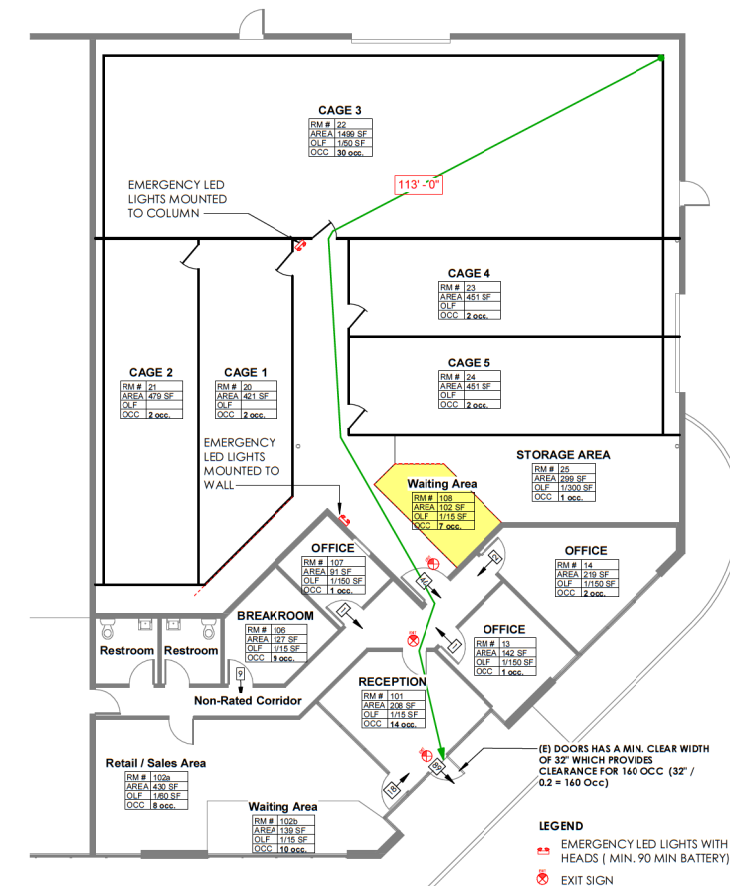 CAGE 3
RM # 22
AREA 1499 SF
OLF 1/50 SF
OCC 30 occ.
113' -0"
EMERGENCY LED
LIGHTS MOUNTED
TO COLUMN
CAGE 4
RM # 23
AREA 451 SF
OLF
OCC 2 occ.
CAGE 5
RM # 24
AREA 451 SF
OLF
OCC 2 occ.
CAGE 2
RM # 21
AREA 479 SF
OLF
OCC 2 occ.
CAGE 1
RM # 20
AREA 421 SF
OLF
OCC 2 occ.
EMERGENCY
LED LIGHTS
MOUNTED TO
WALL
STORAGE AREA
RM # 25
AREA 299 SF
OLF 1/300 SF
OCC 1 occ.
Waiting Area
RM # 108
AREA 102 SF
OLF 1/15 SF
OCC 7 occ.
OFFICE
RM # 107
AREA 91 SF
OLF 1/150 SF
OCC 1 occ.
OFFICE
RM # 14
AREA 219 SF
OLF 1/150 SF
OCC 2 occ.
BREAKROOM
RM # 106
AREA 127 SF
OLF 1/15 SF
OCC 9 occ.
OFFICE
RM # 13
AREA 142 SF
OLF 1/150 SF
OCC 1 occ.
Restroom
Restroom
9
Non-Rated Corridor
RECEPTION
RM # 101
AREA 208 SF
OLF 1/15 SF
OCC 14 occ.
Retail / Sales Area
RM # 102a
AREA 430 SF
OLF 1/60 SF
OCC 8 occ.
Waiting Area
RM # 102b
AREA 139 SF
OLF 1/15 SF
OCC 10 occ.
2
1
1
18
89
(E) DOORS HAS A MIN. CLEAR WIDTH
OF 32" WHICH PROVIDES
CLEARANCE FOR 160 OCC (32" /
0.2 = 160 Occ)
LEGEND
EMERGENCY LED LIGHTS WITH
HEADS ( MIN. 90 MIN BATTERY)
EXIT SIGN